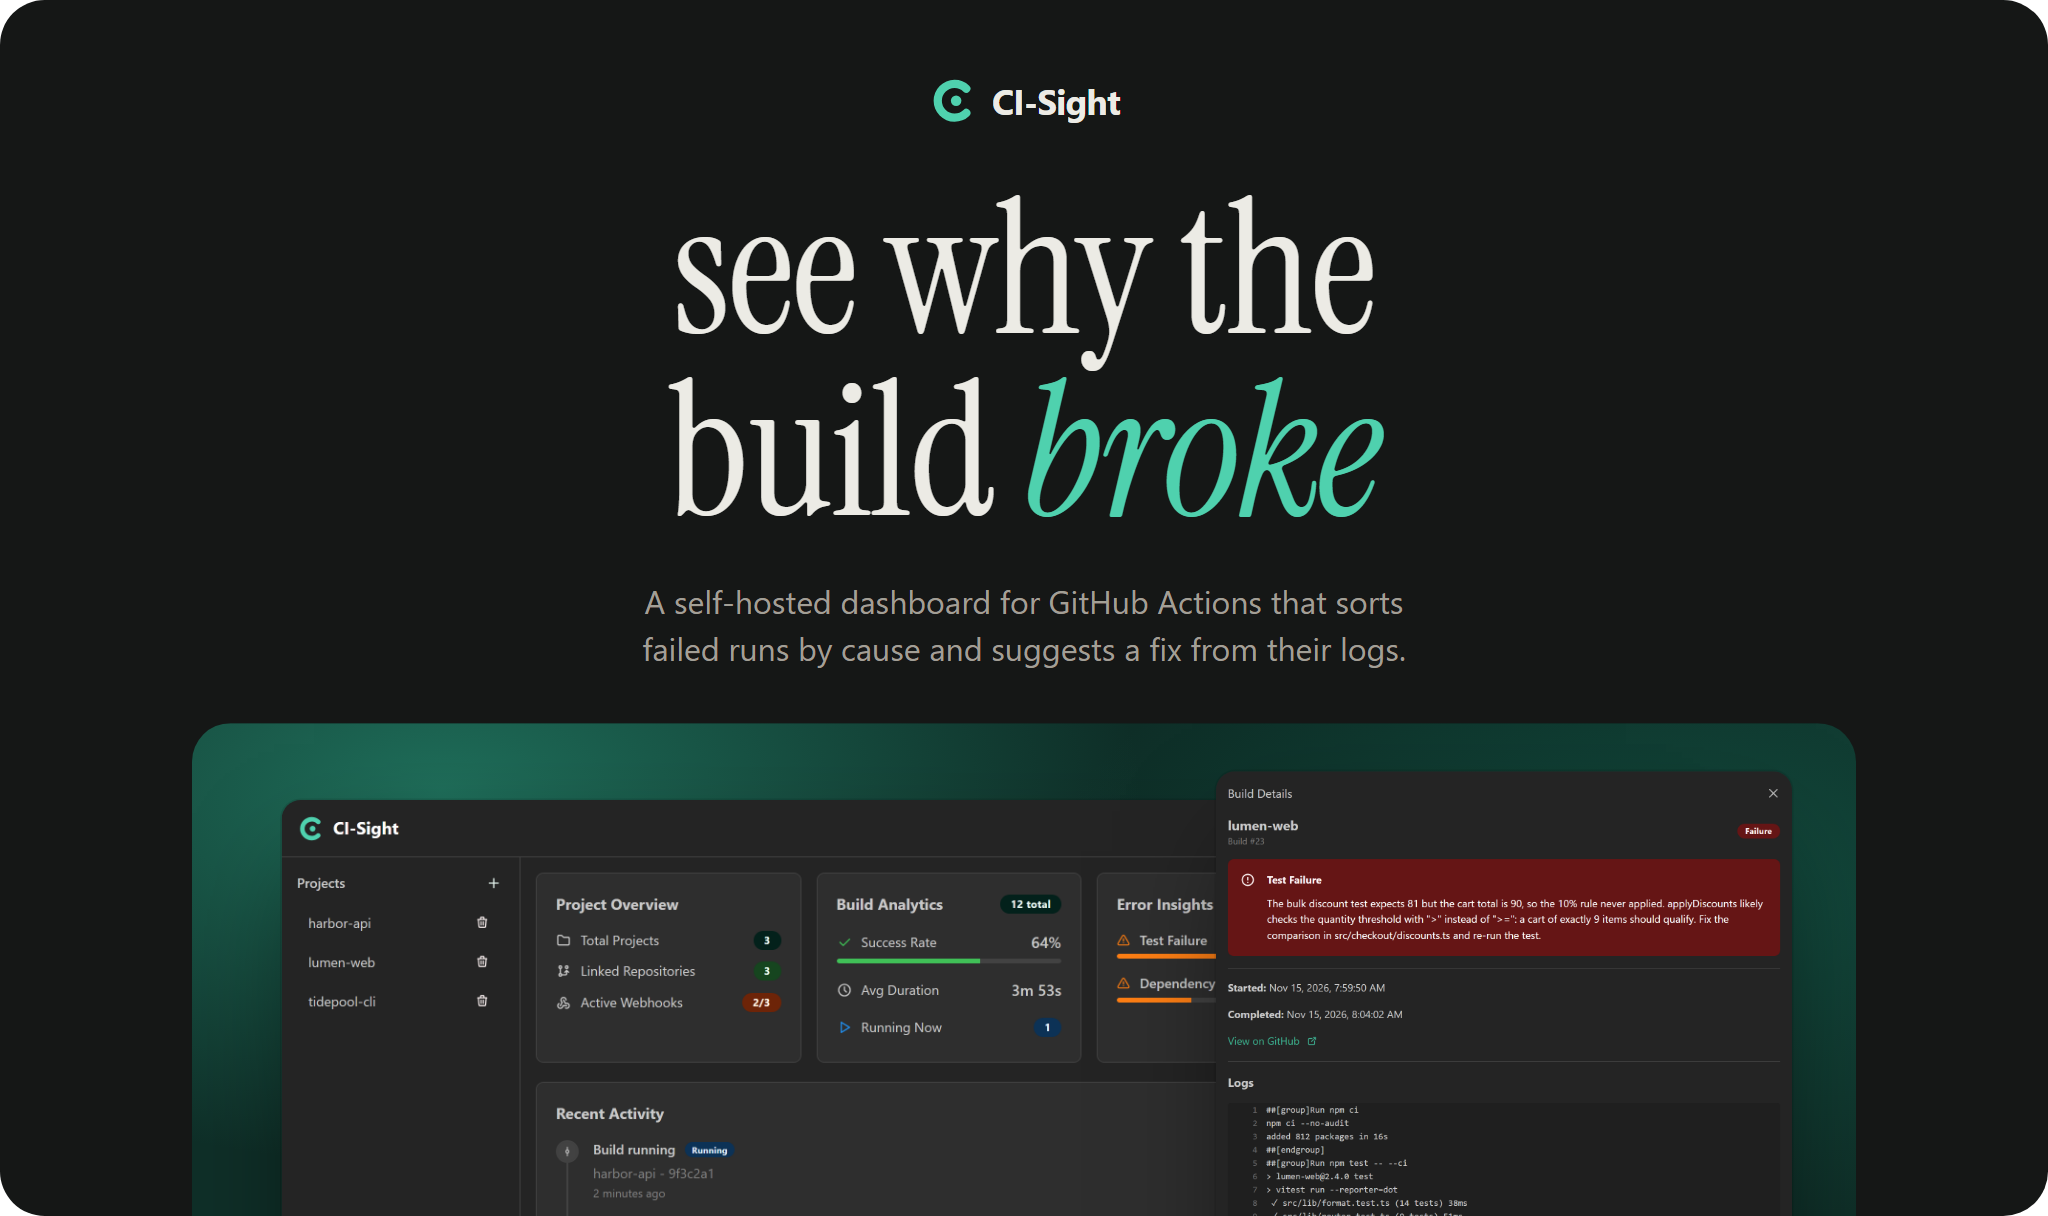 CI-Sight
see why the
build broke
A self-hosted dashboard for GitHub Actions that sorts
failed runs by cause and suggests a fix from their logs.
CI-Sight
Projects
harbor-api
lumen-web
tidepool-cli
Project Overview
Total Projects 3
Linked Repositories 3
Active Webhooks 2/3
Build Analytics 12 total
Success Rate 64%
Avg Duration 3m 53s
Running Now 1
Error Insights
Test Failure
Dependency
Recent Activity
Build running Running
harbor-api - 9f3c2a1
2 minutes ago
Build Details
lumen-web
Build #23
Failure
Test Failure
The bulk discount test expects 81 but the cart total is 90, so the 10% rule never applied. applyDiscounts likely
checks the quantity threshold with ">" instead of ">="; a cart of exactly 9 items should qualify. Fix the
comparison in src/checkout/discounts.ts and re-run the test.
Started: Nov 15, 2026, 7:59:50 AM
Completed: Nov 15, 2026, 8:04:02 AM
View on GitHub
Logs
1 ##[group]Run npm ci
2 npm ci --no-audit
3 added 812 packages in 16s
4 ##[endgroup]
5 ##[group]Run npm test -- --ci
6 > lumen-web@2.4.0 test
7 > vitest run --reporter=dot
8 ✓ src/lib/format.test.ts (14 tests) 38ms